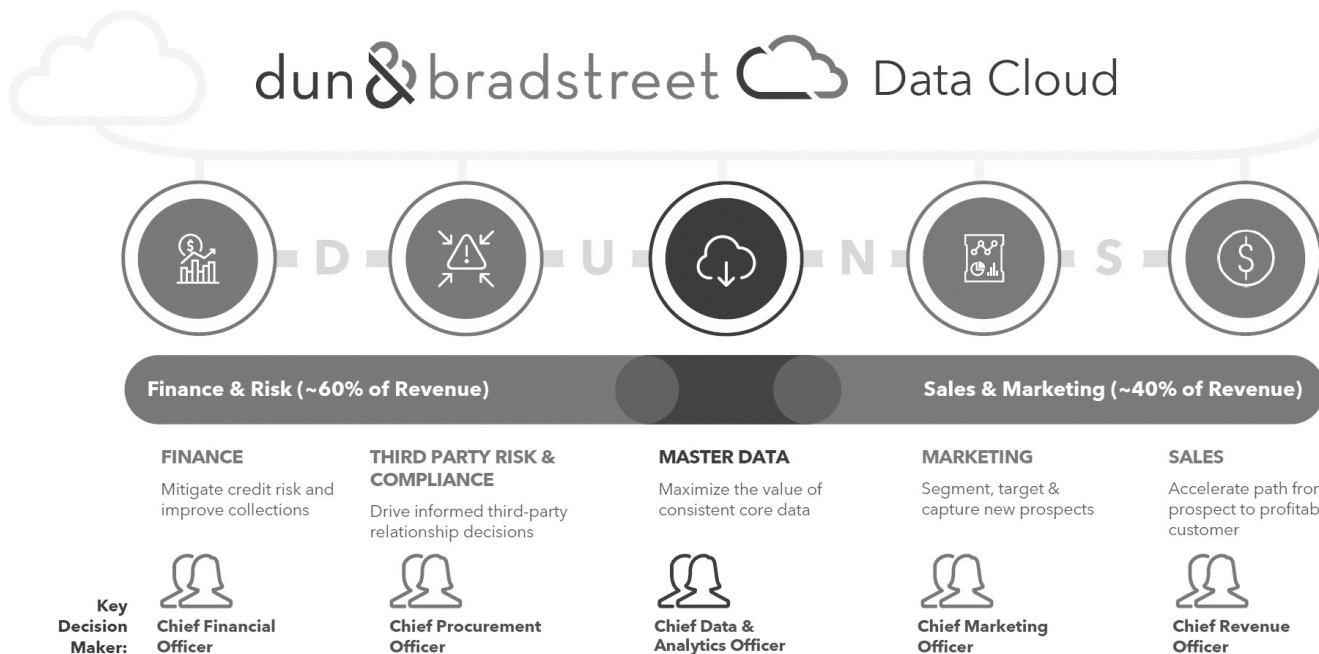 dun & bradstreet Data Cloud
D U N S
Finance & Risk (~60% of Revenue)
Sales & Marketing (~40% of Revenue)
FINANCE
Mitigate credit risk and
improve collections
THIRD PARTY RISK &
COMPLIANCE
Drive informed third-party
relationship decisions
MASTER DATA
Maximize the value of
consistent core data
MARKETING
Segment, target &
capture new prospects
SALES
Accelerate path
prospect to
customer
Key
Decision
Maker:
Chief Financial
Officer
Chief Procurement
Officer
Chief Data &
Analytics Officer
Chief Marketing
Officer
Chief Revenue
Officer